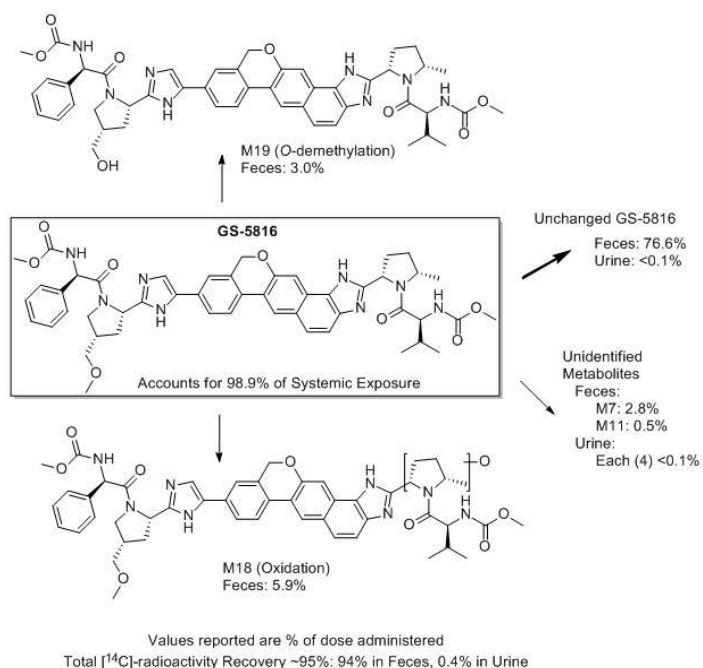 M19 (O-demethylation)
Feces: 3.0%
GS-5816
Accounts for 98.9% of Systemic Exposure
Unchanged GS-5816
Feces: 76.6%
Urine: <0.1%
Unidentified
Metabolites
Feces:
M7: 2.8%
M11: 0.5%
Urine:
Each (4) <0.1%
M18 (Oxidation)
Feces: 5.9%
Values reported are % of dose administered
Total [¹⁴C]-radioactivity Recovery ~95%: 94% in Feces, 0.4% in Urine